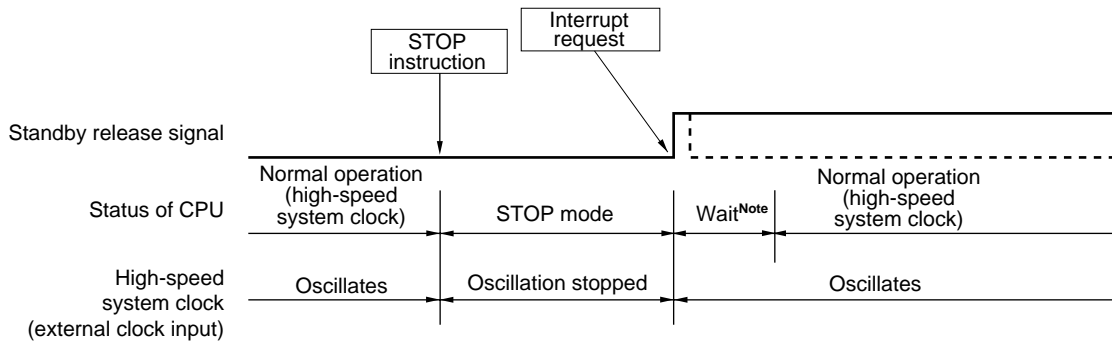 STOP
instruction
Interrupt
request
Standby release signal
Normal operation
(high-speed
system clock)
Normal operation
(high-speed
system clock)
Status of CPU
STOP mode
WaitNote
High-speed
system clock
(external clock input)
Oscillates
Oscillation stopped
Oscillates